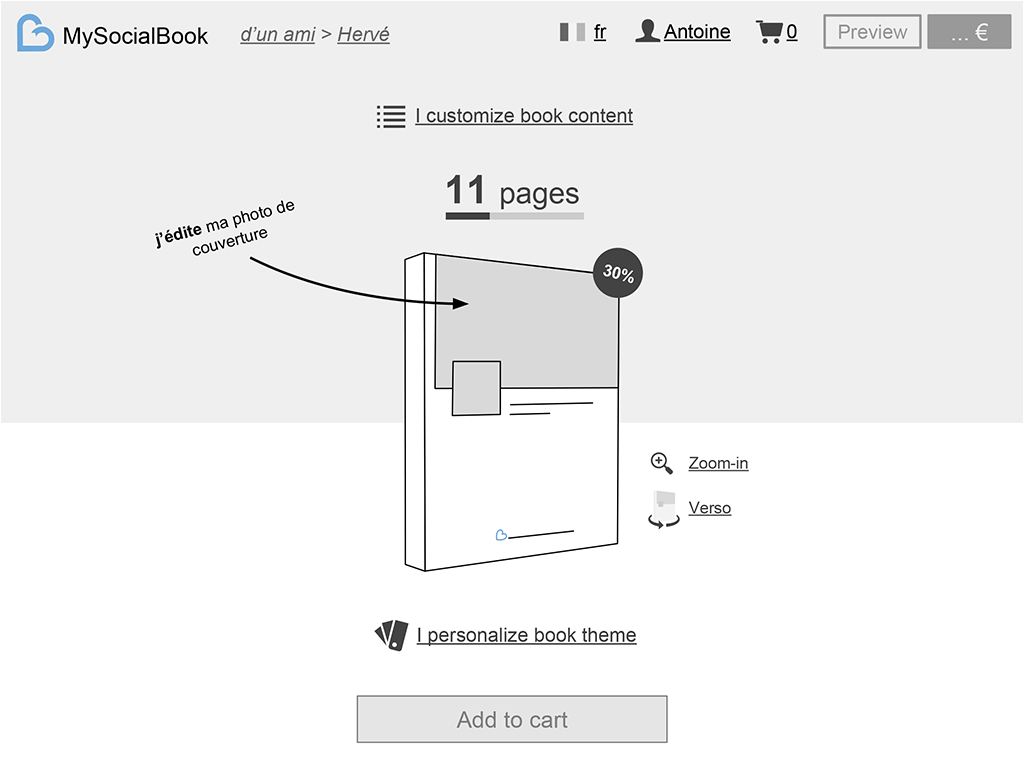 MySocialBook d’un ami > Hervé fr Antoine 0 Preview ... €
I customize book content
11 pages
j’édite ma photo de
couverture
30%
Zoom-in
Verso
I personalize book theme
Add to cart